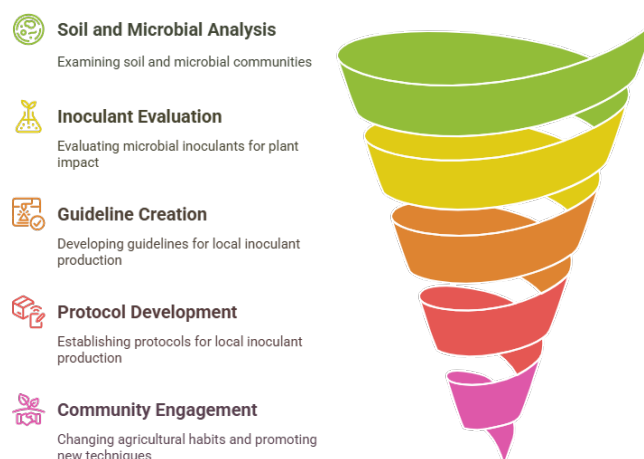 Soil and Microbial Analysis
Examining soil and microbial communities
Inoculant Evaluation
Evaluating microbial inoculants for plant
impact
Guideline Creation
Developing guidelines for local inoculant
production
Protocol Development
Establishing protocols for local inoculant
production
Community Engagement
Changing agricultural habits and promoting
new techniques